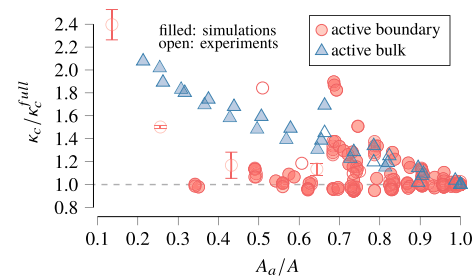 filled: simulations
open: experiments
active boundary
active bulk
κc/κc^full
2.4
2.2
2.0
1.8
1.6
1.4
1.2
1.0
0.8
0.1 0.2 0.3 0.4 0.5 0.6 0.7 0.8 0.9 1.0
Aa/A